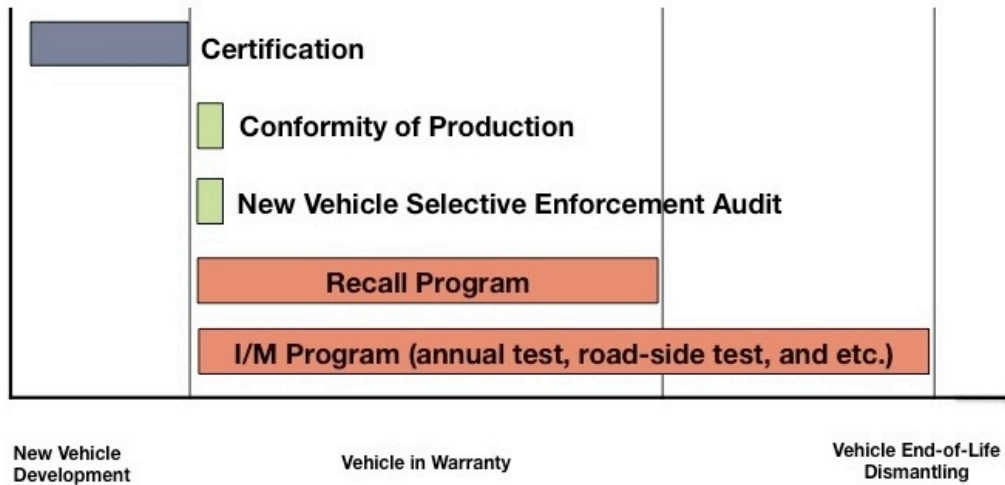 Certification
Conformity of Production
New Vehicle Selective Enforcement Audit
Recall Program
I/M Program (annual test, road-side test, and etc.)
New Vehicle
Development
Vehicle in Warranty
Vehicle End-of-Life
Dismantling